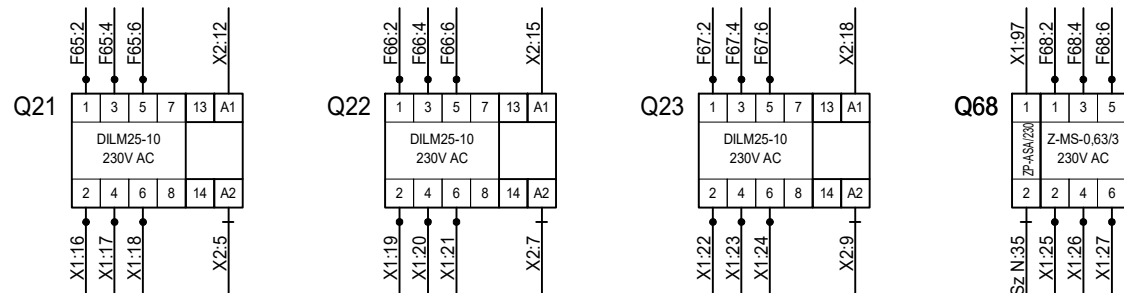 F65:2 F65:4 F65:6 X2:12 F66:2 F66:4 F66:6 X2:15 F67:2 F67:4 F67:6 X2:18 X1:97 F68:2 F68:4 F68:6
Q21 1 3 5 7 13 A1 Q22 1 3 5 7 13 A1 Q23 1 3 5 7 13 A1 Q68 1 1 3 5
DILM25-10 DILM25-10 DILM25-10 ZP-ASA/230 Z-MS-0,63/3
230V AC 230V AC 230V AC 230V AC
2 4 6 8 14 A2 2 4 6 8 14 A2 2 4 6 8 14 A2 2 2 4 6
X1:16 X1:17 X1:18 X2:5 X1:19 X1:20 X1:21 X2:7 X1:22 X1:23 X1:24 X2:9 Sz N:35 X1:25 X1:26 X1:27